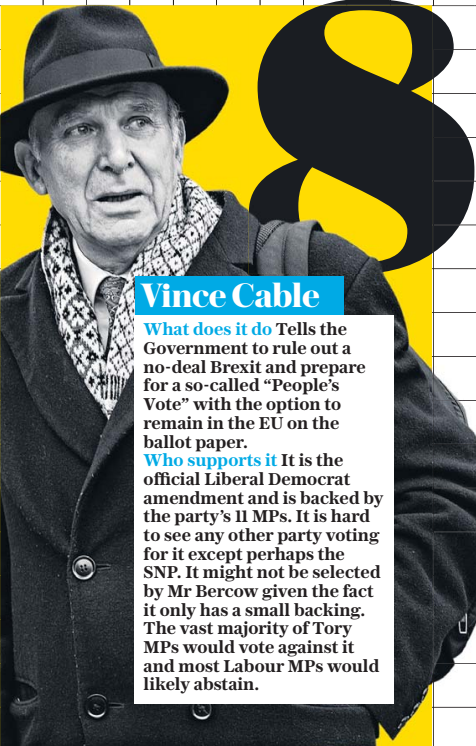 8
Vince Cable
What does it do Tells the
Government to rule out a
no-deal Brexit and prepare
for a so-called “People’s
Vote” with the option to
remain in the EU on the
ballot paper.
Who supports it It is the
official Liberal Democrat
amendment and is backed by
the party’s 11 MPs. It is hard
to see any other party voting
for it except perhaps the
SNP. It might not be selected
by Mr Bercow given the fact
it only has a small backing.
The vast majority of Tory
MPs would vote against it
and most Labour MPs would
likely abstain.